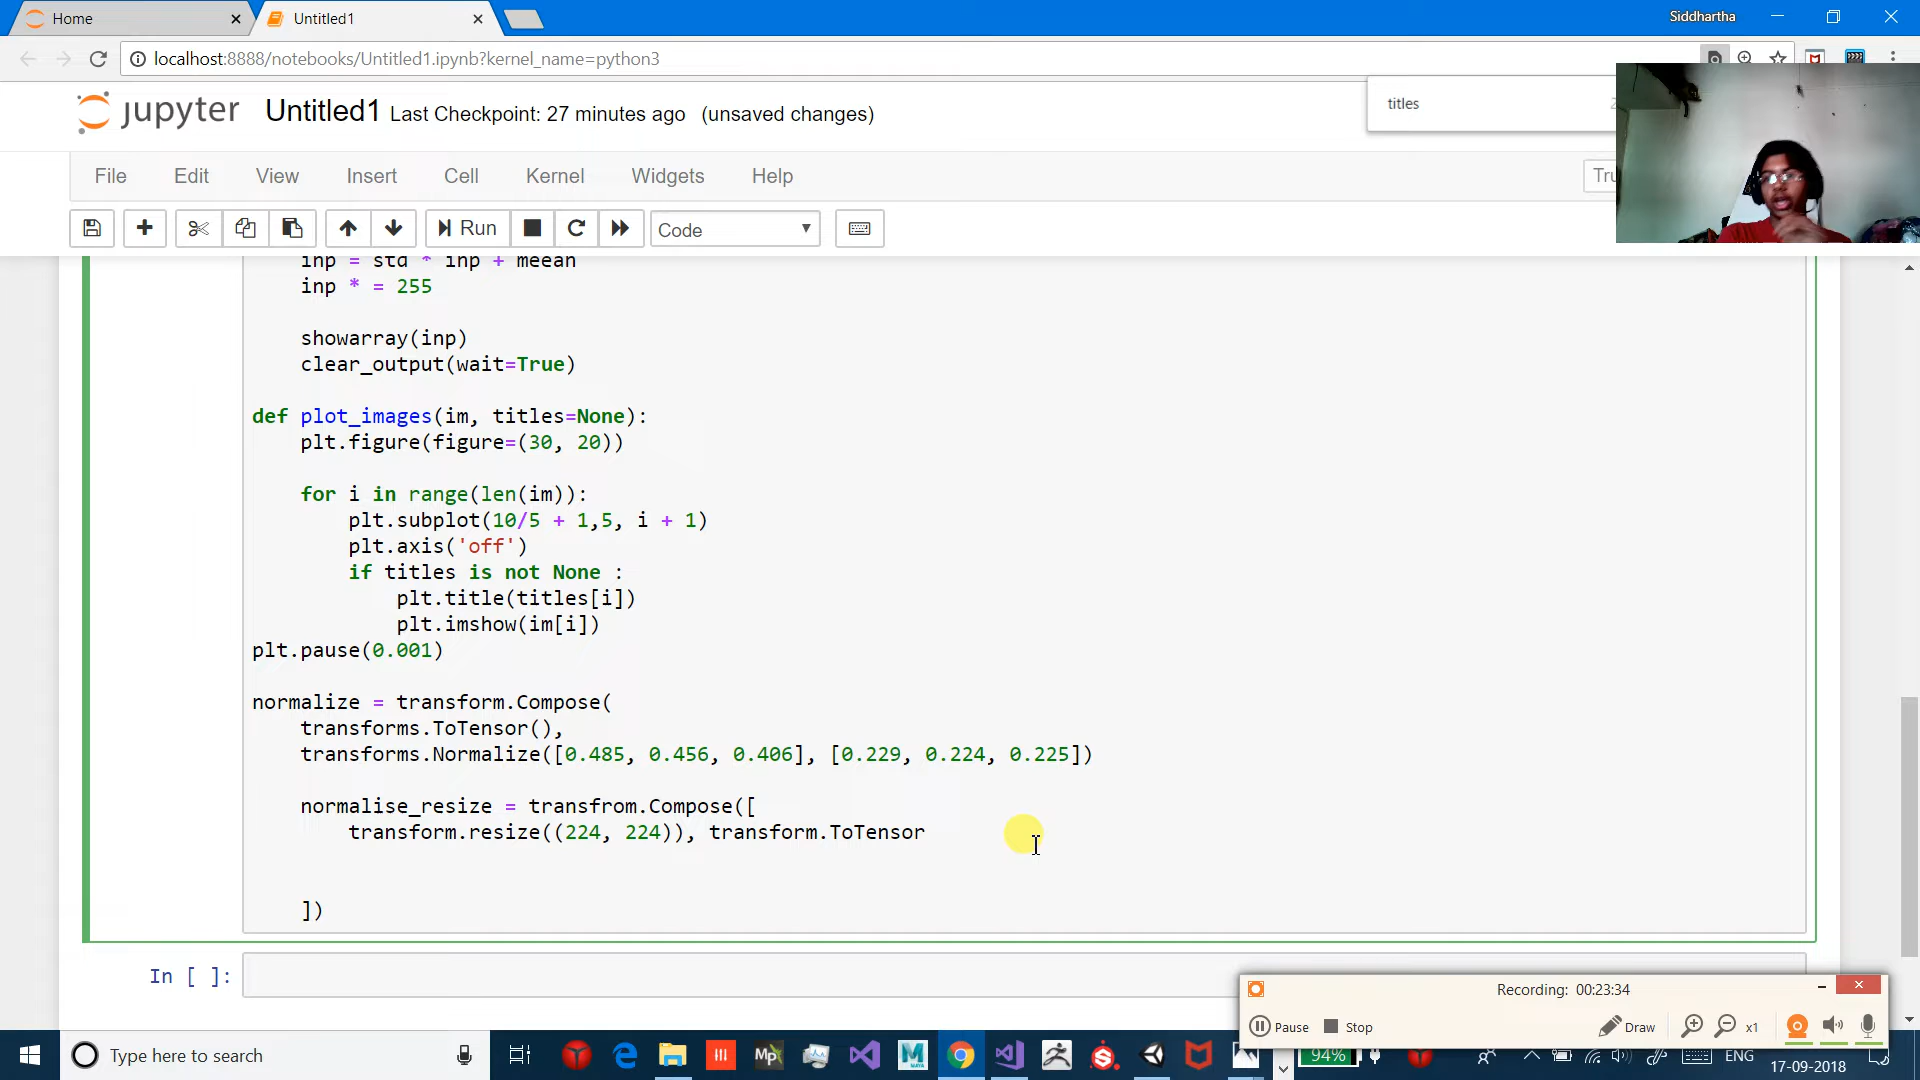 Home
Untitled1
Siddhartha
localhost:8888/notebooks/Untitled1.ipynb?kernel_name=python3
titles
jupyter Untitled1 Last Checkpoint: 27 minutes ago (unsaved changes)
File Edit View Insert Cell Kernel Widgets Help
Run Code
inp = std * inp + meean
inp * = 255
showarray(inp)
clear_output(wait=True)
def plot_images(im, titles=None):
plt.figure(figure=(30, 20))
for i in range(len(im)):
plt.subplot(10/5 + 1,5, i + 1)
plt.axis('off')
if titles is not None :
plt.title(titles[i])
plt.imshow(im[i])
plt.pause(0.001)
normalize = transform.Compose(
transforms.ToTensor(),
transforms.Normalize([0.485, 0.456, 0.406], [0.229, 0.224, 0.225])
normalise_resize = transfrom.Compose([
transform.resize((224, 224)), transform.ToTensor
])
In [ ]:
Recording: 00:23:34
Pause Stop Draw x1
Type here to search
94%
ENG
17-09-2018